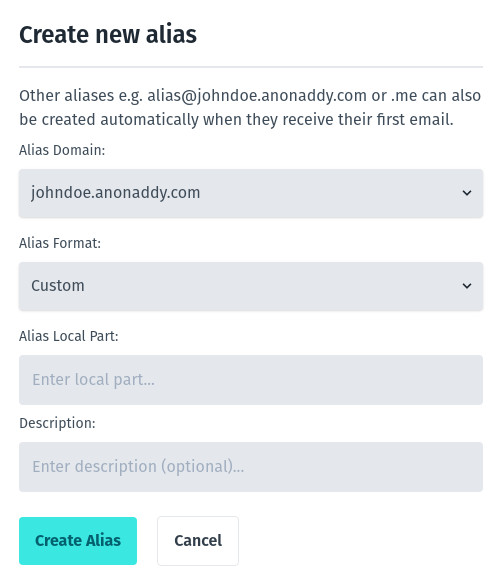 Create new alias
Other aliases e.g. alias@johndoe.anonaddy.com or .me can also
be created automatically when they receive their first email.
Alias Domain:
johndoe.anonaddy.com
Alias Format:
Custom
Alias Local Part:
Enter local part...
Description:
Enter description (optional)...
Create Alias
Cancel